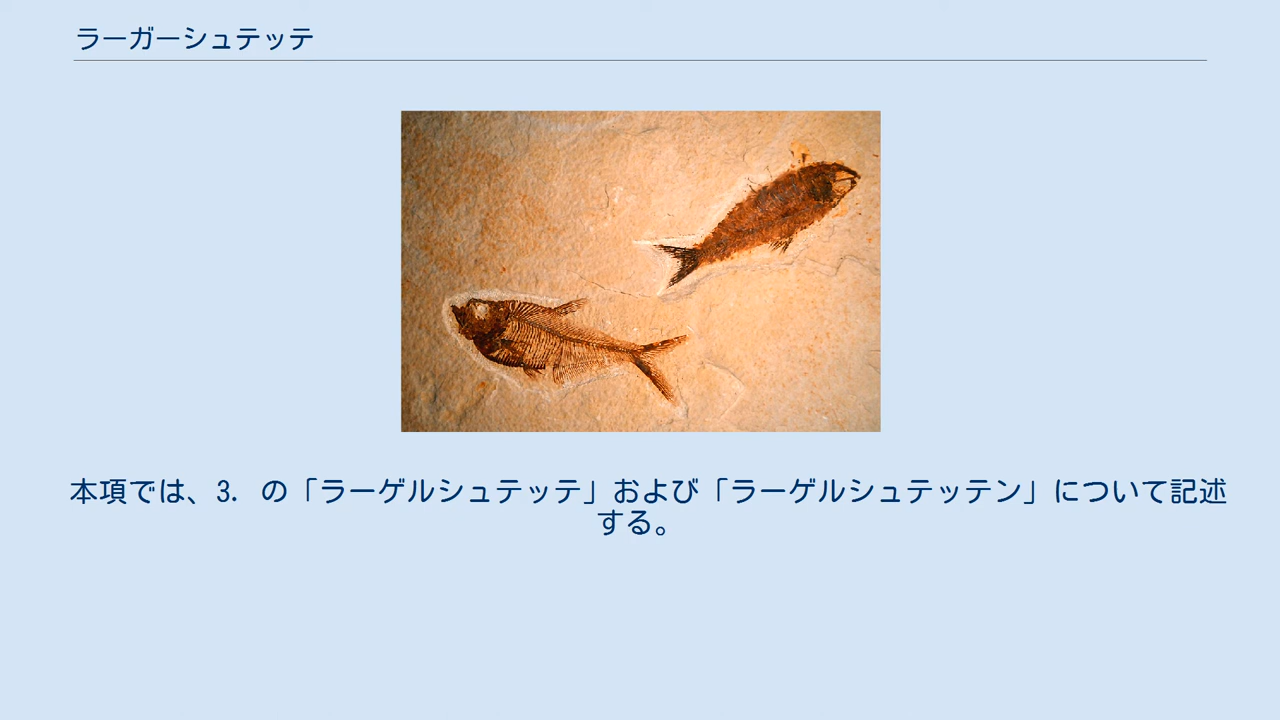 ラーガーシュテッテ
本項では、3. の「ラーゲルシュテッテ」および「ラーゲルシュテッテン」について記述
する。